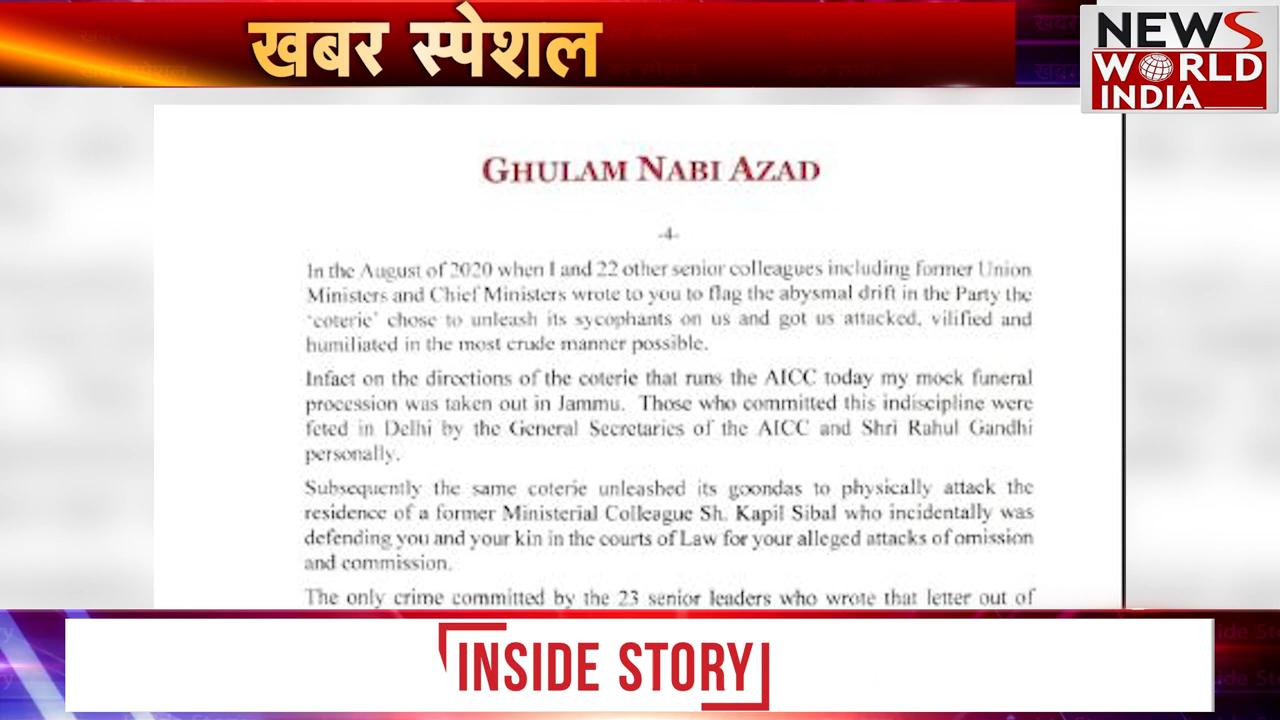 खबर स्पेशल
NEWS
WORLD
INDIA
GHULAM NABI AZAD
-4-
In the August of 2020 when I and 22 other senior colleagues including former Union
Ministers and Chief Ministers wrote to you to flag the abysmal drift in the Party the
'coterie' chose to unleash its sycophants on us and got us attacked, vilified and
humiliated in the most crude manner possible.
Infact on the directions of the coterie that runs the AICC today my mock funeral
procession was taken out in Jammu. Those who committed this indiscipline were
feted in Delhi by the General Secretaries of the AICC and Shri Rahul Gandhi
personally.
Subsequently the same coterie unleashed its goondas to physically attack the
residence of a former Ministerial Colleague Sh. Kapil Sibal who incidentally was
defending you and your kin in the courts of Law for your alleged attacks of omission
and commission.
The only crime committed by the 23 senior leaders who wrote that letter out of
INSIDE STORY